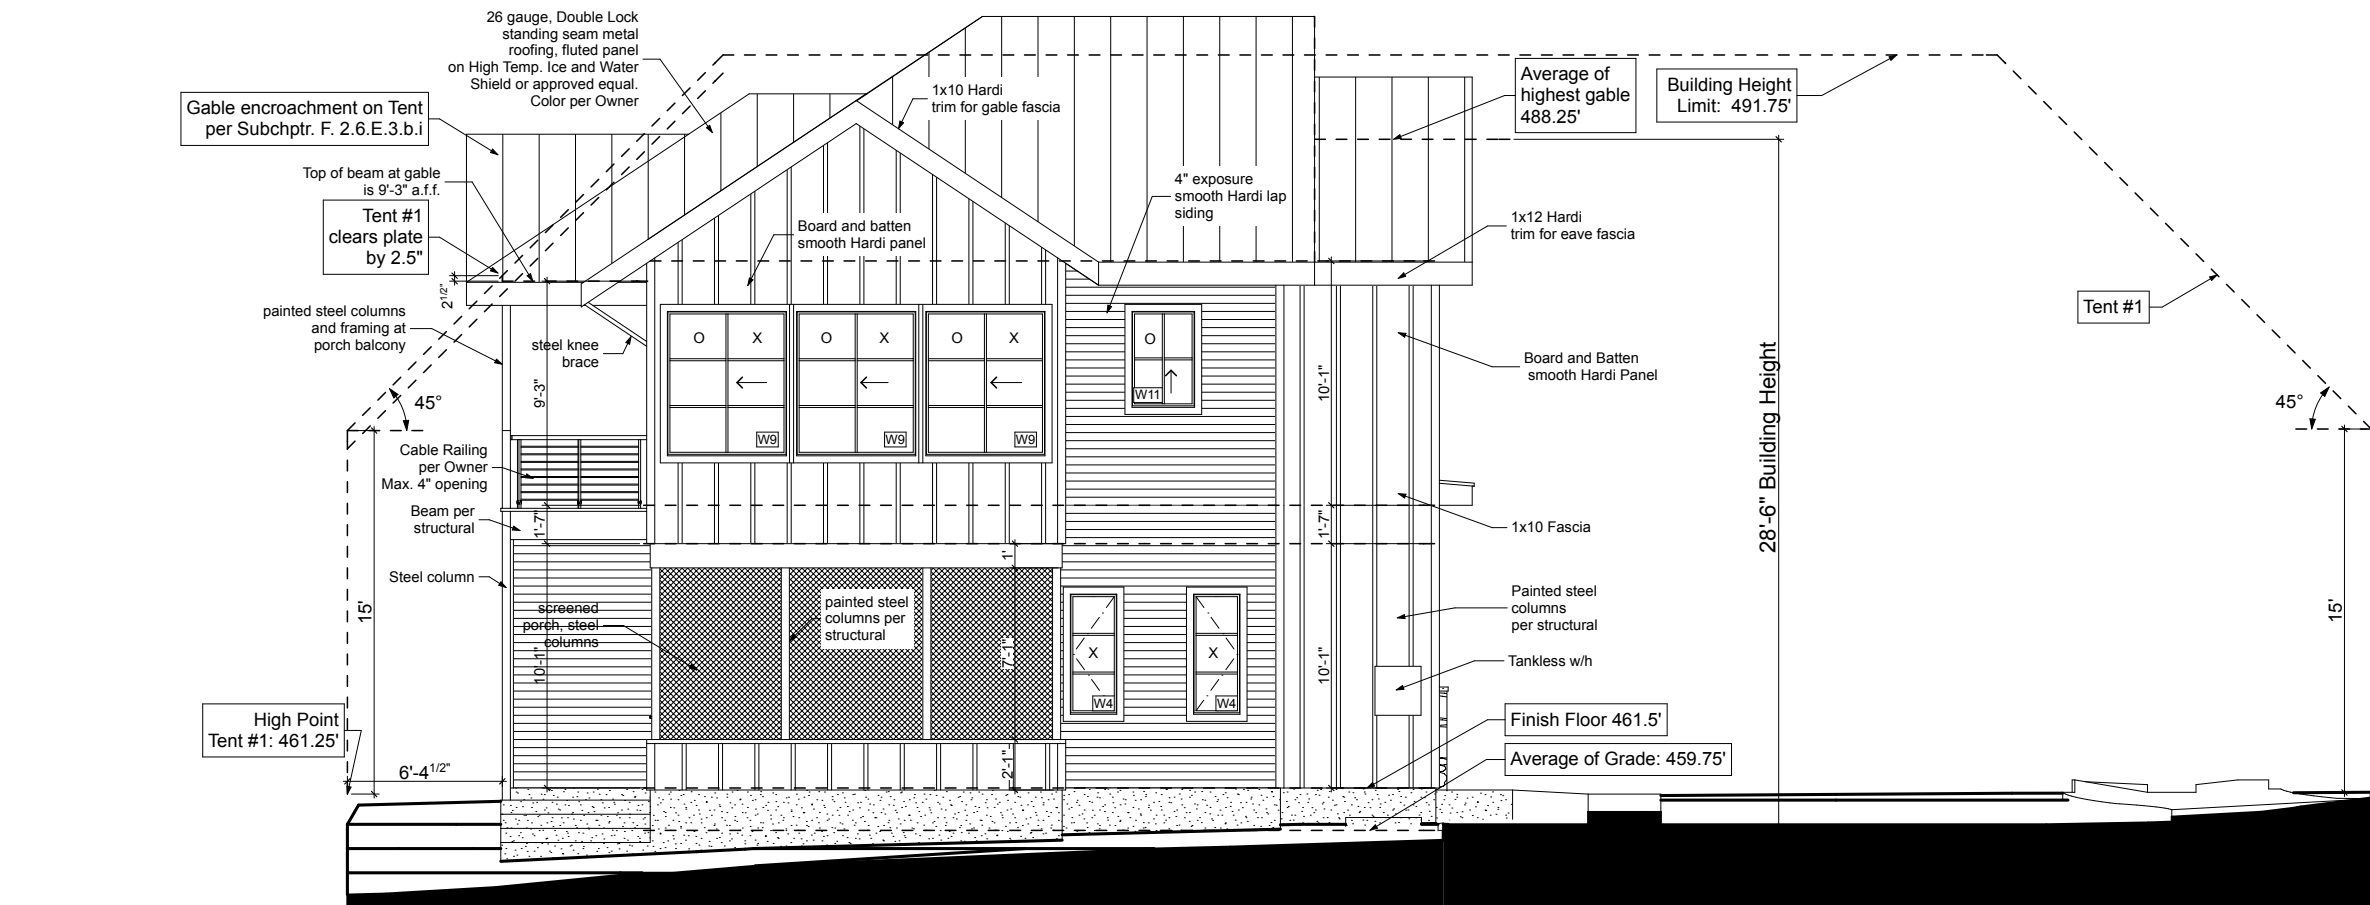 26 gauge, Double Lock
standing seam metal
roofing, fluted panel
on High Temp. Ice and Water
Shield or approved equal.
Color per Owner
Gable encroachment on Tent
per Subchptr. F. 2.6.E.3.b.i
Top of beam at gable
is 9'-3" a.f.f.
Tent #1
clears plate
by 2.5"
2 1/2"
painted steel columns
and framing at
porch balcony
steel knee
brace
45°
9'-3"
Cable Railing
per Owner
Max. 4" opening
Beam per
structural
1'-7"
Steel column
15'
screened
porch, steel
columns
10'-1"
High Point
Tent #1: 461.25'
6'-4 1/2"
1x10 Hardi
trim for gable fascia
Board and batten
smooth Hardi panel
4" exposure
smooth Hardi lap
siding
O
X
O
X
O
X
W9
W9
W9
O
W11
1'
painted steel
columns per
structural
7'-1"
2'-1"
X
W4
X
W4
10'-1"
1'-7"
10'-1"
Average of
highest gable
488.25'
Building Height
Limit: 491.75'
1x12 Hardi
trim for eave fascia
Board and Batten
smooth Hardi Panel
1x10 Fascia
Painted steel
columns
per structural
Tankless w/h
Finish Floor 461.5'
Average of Grade: 459.75'
28'-6" Building Height
Tent #1
45°
15'